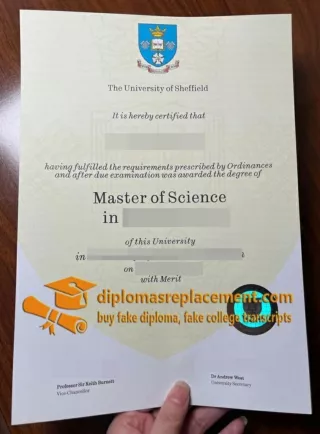 The University of Sheffield
It is hereby certified that
having fulfilled the requirements prescribed by Ordinances
and after due examination was awarded the degree of
Master of Science
in
of this University
in
on
with Merit
diplomasreplacement.com
buy fake diploma, fake college transcripts
Professor Sir Keith Burnett
Vice-Chancellor
Dr Andrew West
University Secretary